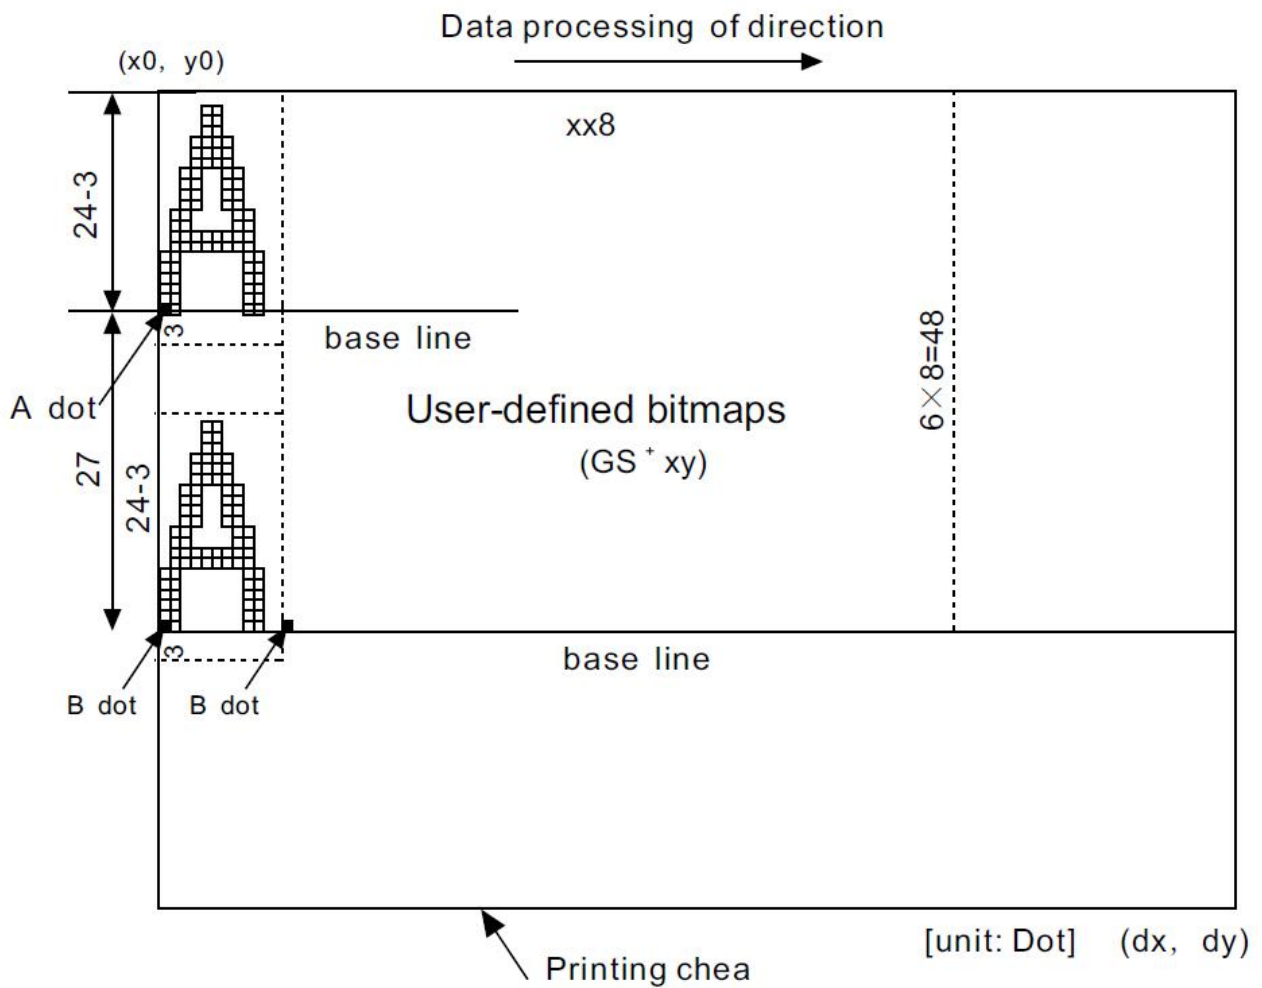 Data processing of direction
(x0, y0)
xx8
24-3
3
base line
A dot
6×8=48
User-defined bitmaps
(GS + xy)
27
24-3
3
base line
B dot
B dot
[unit: Dot] (dx, dy)
Printing chea